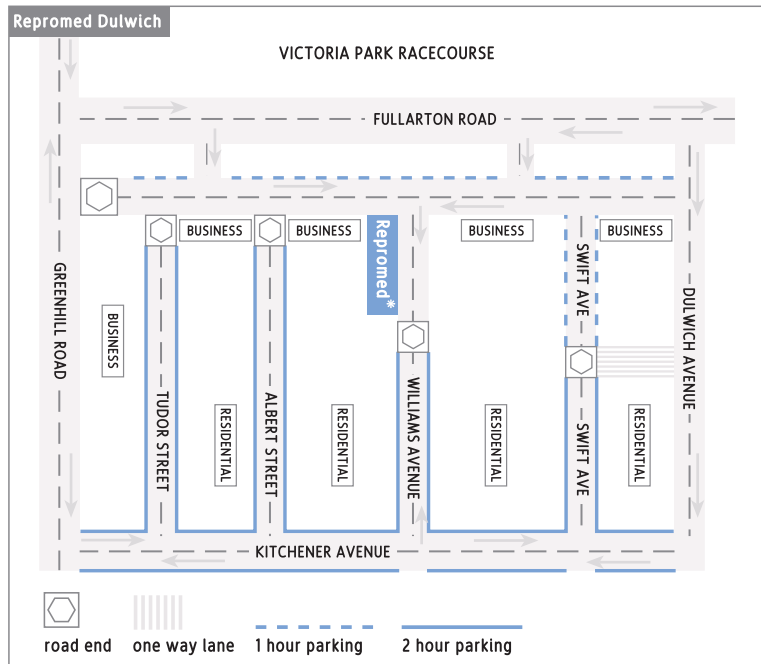 Repromed Dulwich
VICTORIA PARK RACECOURSE
FULLARTON ROAD
BUSINESS
BUSINESS
BUSINESS
BUSINESS
Repromed*
SWIFT AVE
GREENHILL ROAD
BUSINESS
DULWICH AVENUE
TUDOR STREET
RESIDENTIAL
ALBERT STREET
RESIDENTIAL
WILLIAMS AVENUE
RESIDENTIAL
SWIFT AVE
RESIDENTIAL
KITCHENER AVENUE
road end
one way lane
1 hour parking
2 hour parking